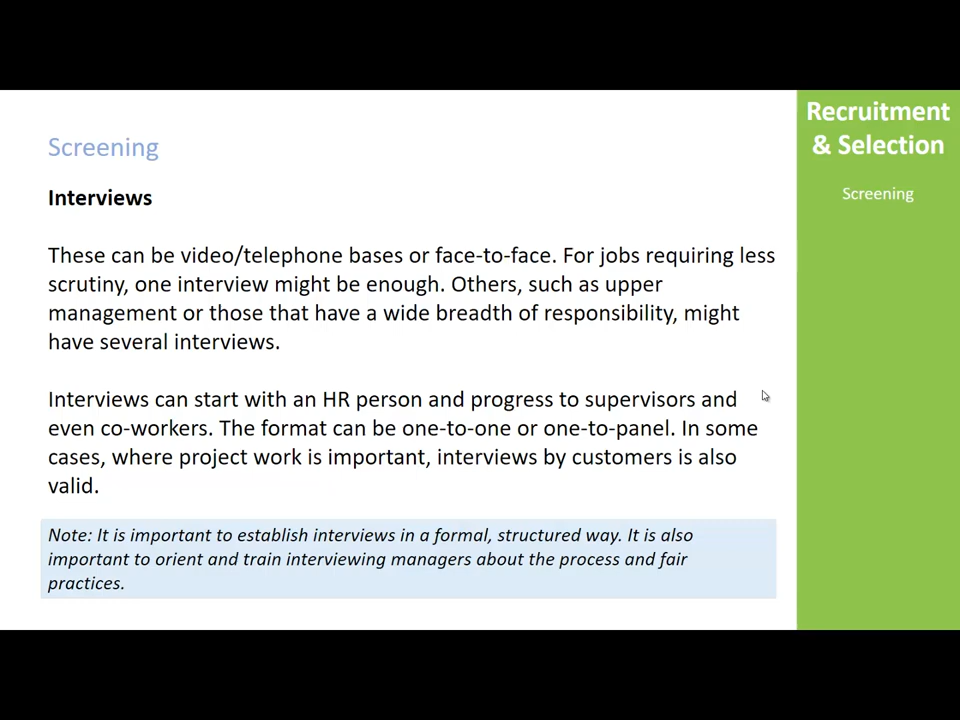 Screening
Interviews
These can be video/telephone bases or face-to-face. For jobs requiring less
scrutiny, one interview might be enough. Others, such as upper
management or those that have a wide breadth of responsibility, might
have several interviews.
Interviews can start with an HR person and progress to supervisors and
even co-workers. The format can be one-to-one or one-to-panel. In some
cases, where project work is important, interviews by customers is also
valid.
Note: It is important to establish interviews in a formal, structured way. It is also
important to orient and train interviewing managers about the process and fair
practices.
Recruitment
& Selection
Screening